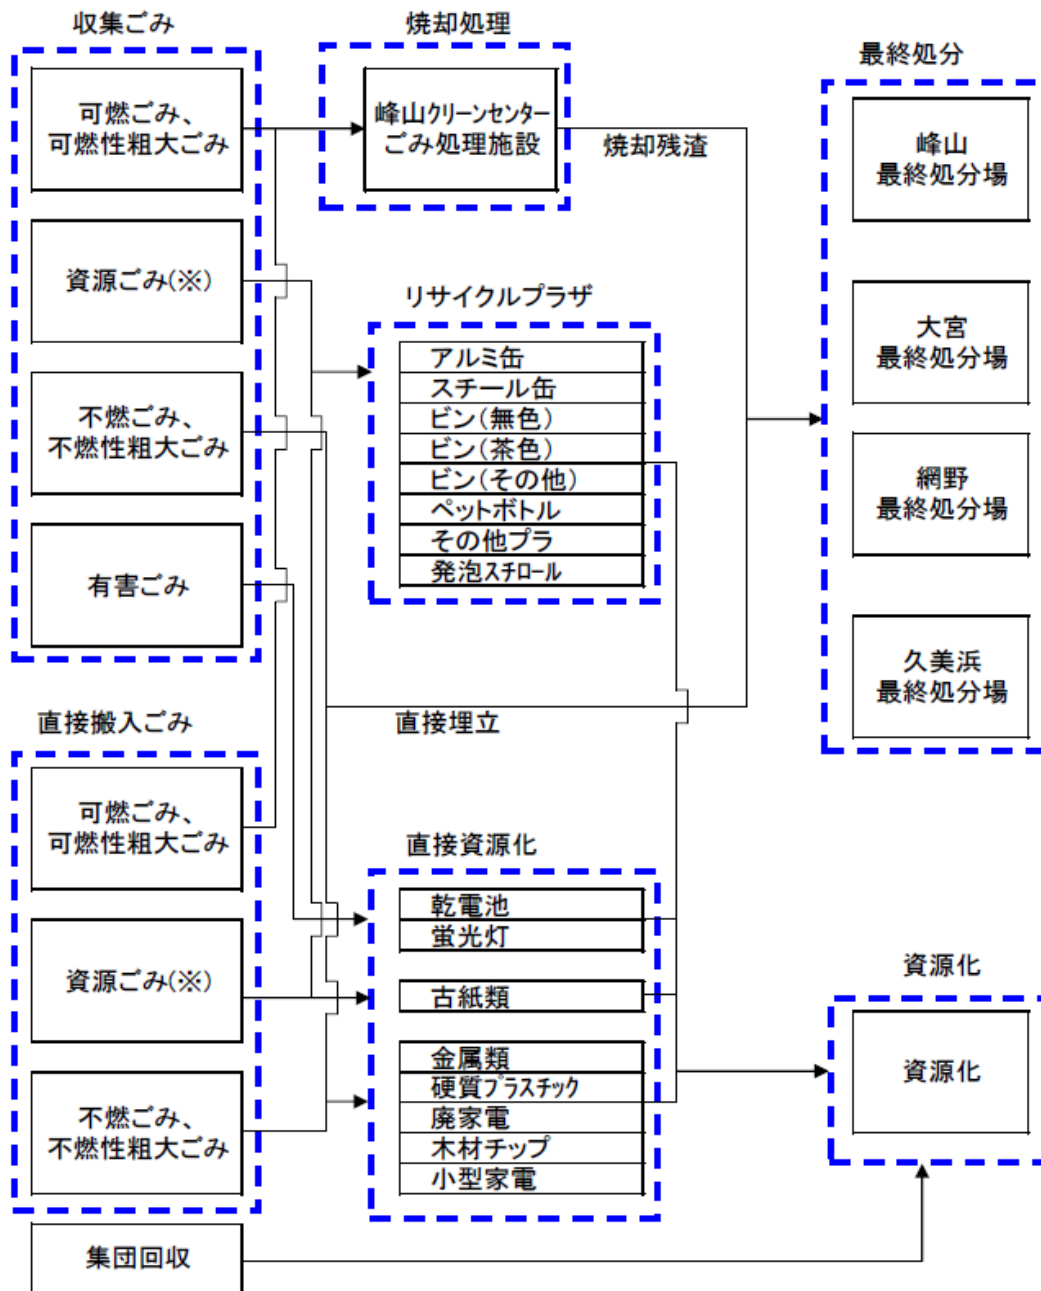 収集ごみ
可燃ごみ、
可燃性粗大ごみ
資源ごみ(※)
不燃ごみ、
不燃性粗大ごみ
有害ごみ
直接搬入ごみ
可燃ごみ、
可燃性粗大ごみ
資源ごみ(※)
不燃ごみ、
不燃性粗大ごみ
集団回収
焼却処理
峰山クリーンセンター
ごみ処理施設
焼却残渣
リサイクルプラザ
アルミ缶
スチール缶
ビン(無色)
ビン(茶色)
ビン(その他)
ペットボトル
その他プラ
発泡スチロール
直接埋立
直接資源化
乾電池
蛍光灯
古紙類
金属類
硬質プラスチック
廃家電
木材チップ
小型家電
最終処分
峰山
最終処分場
大宮
最終処分場
網野
最終処分場
久美浜
最終処分場
資源化
資源化